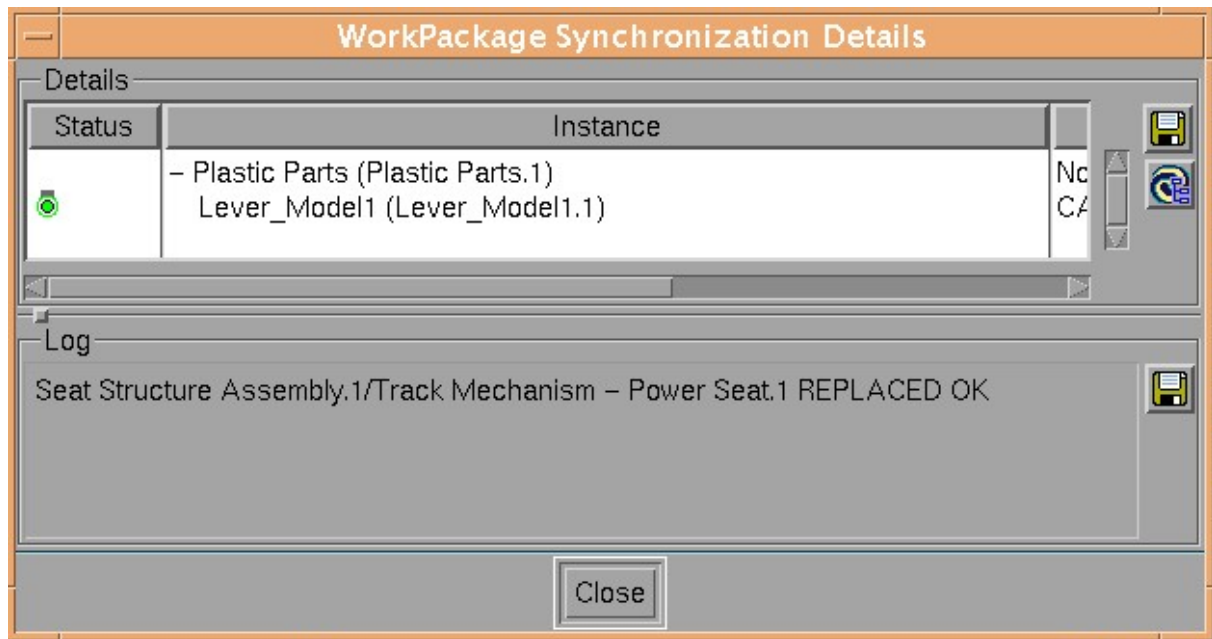 WorkPackage Synchronization Details
Details
Status Instance
– Plastic Parts (Plastic Parts.1)
Lever_Model1 (Lever_Model1.1)
Log
Seat Structure Assembly.1/Track Mechanism – Power Seat.1 REPLACED OK
Close